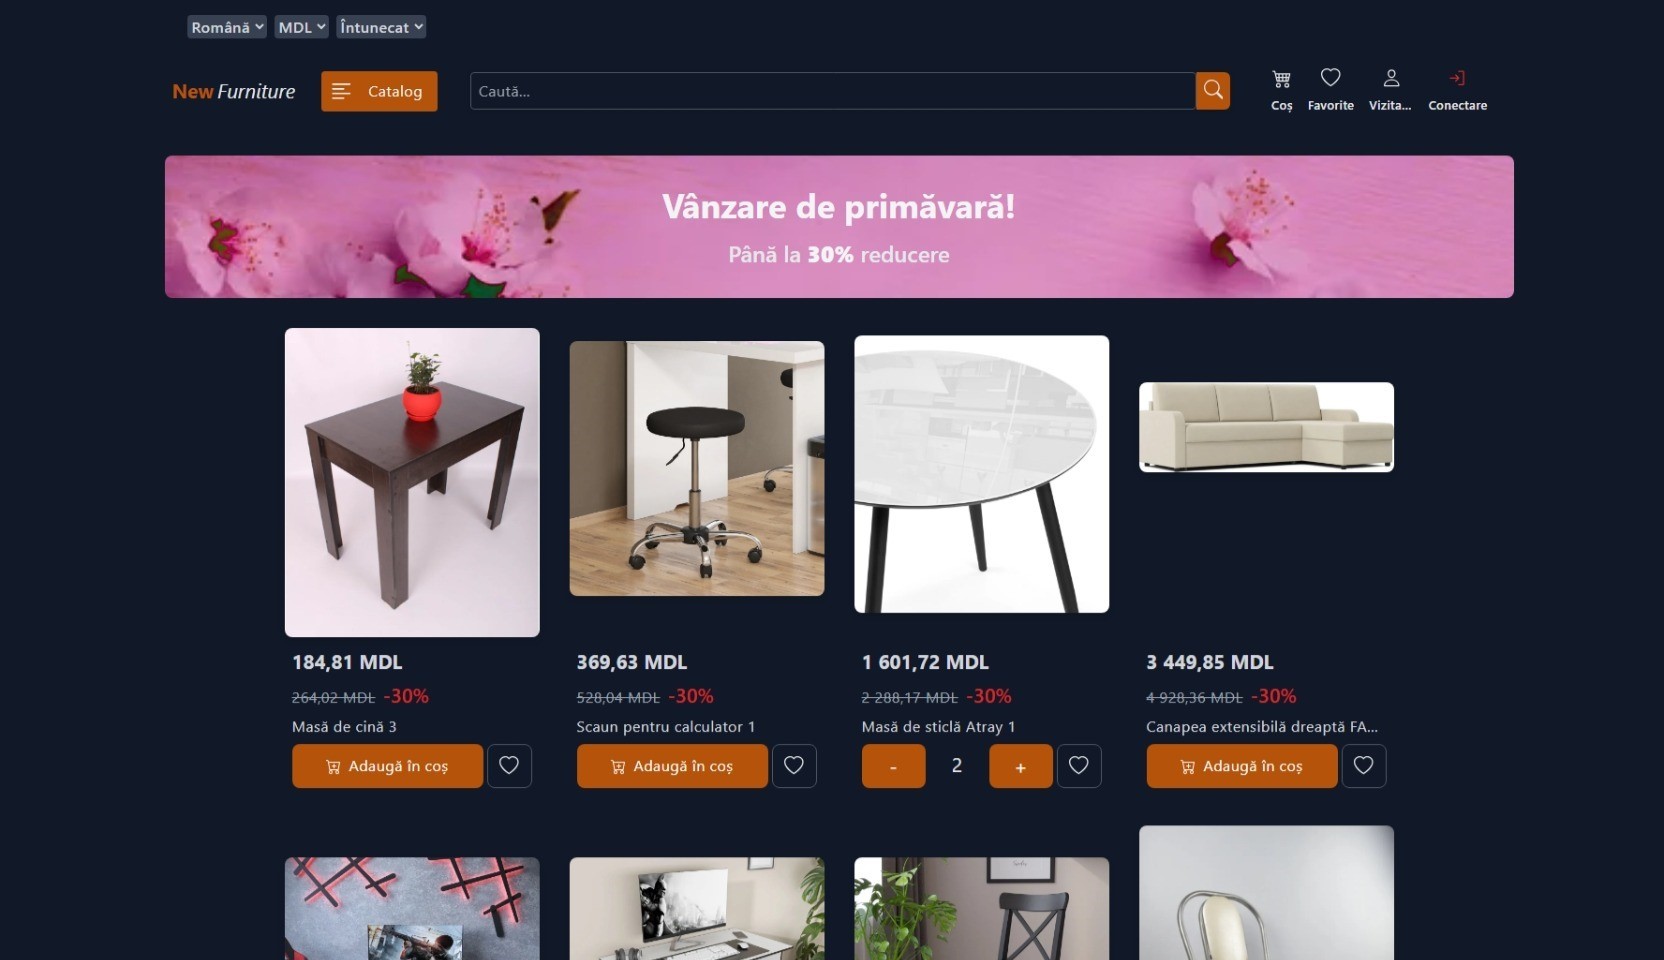 Română MDL Întunecat
New Furniture
Catalog
Caută...
Coș Favorite Vizita... Conectare
Vânzare de primăvară!
Până la 30% reducere
184,81 MDL
264,02 MDL -30%
Masă de cină 3
Adaugă în coș
369,63 MDL
528,04 MDL -30%
Scaun pentru calculator 1
Adaugă în coș
1 601,72 MDL
2 288,17 MDL -30%
Masă de sticlă Atray 1
- 2 +
3 449,85 MDL
4 928,36 MDL -30%
Canapea extensibilă dreaptă FA...
Adaugă în coș